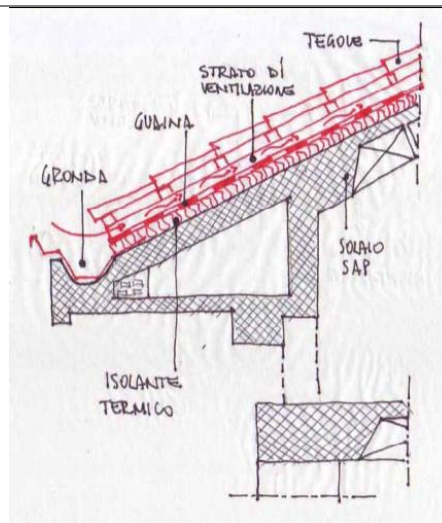 TEGOLE
STRATO DI
VENTILAZIONE
GUAINA
GRONDA
SOLAIO
SAP
ISOLANTE
TERMICO